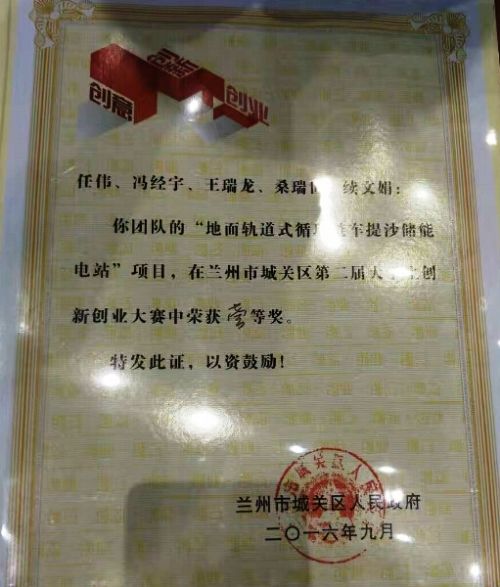 创意 创新 创业
任伟、冯经宇、王瑞龙、桑瑞 续文娟：
你团队的“地面轨道式循 车提沙储能
电站”项目，在兰州市城关区第二届大 创
新创业大赛中荣获 等奖。
特发此证，以资鼓励！
兰州市城关区人民政府
二〇一六年九月